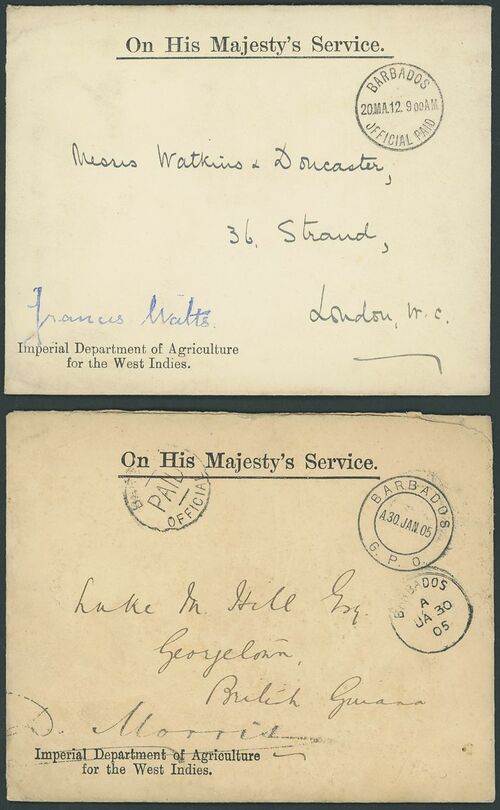 On His Majesty's Service.
BARBADOS
20.MA.12. 9 00AM
OFFICIAL PAID
Messrs Watkins & Doncaster,
36, Strand,
London, W.C.
Francis Watts.
Imperial Department of Agriculture
for the West Indies.
On His Majesty's Service.
PAID
OFFICIAL
BARBADOS
A.30 JAN.05
G.P.O.
BARBADOS
A
JA 30
05
Luke M. Hill Esq
Georgetown,
British Guiana
D. Morris
Imperial Department of Agriculture
for the West Indies.